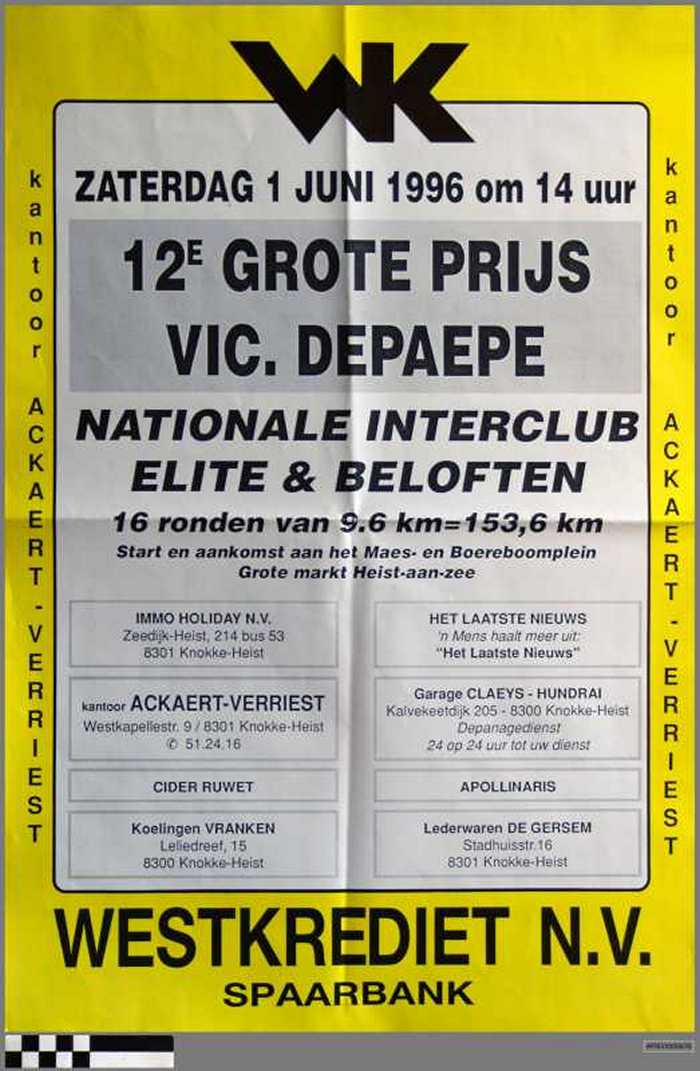 WK
ZATERDAG 1 JUNI 1996 om 14 uur
12E GROTE PRIJS
VIC. DEPAEPE
NATIONALE INTERCLUB
ELITE & BELOFTEN
16 ronden van 9.6 km=153,6 km
Start en aankomst aan het Maes- en Boereboomplein
Grote markt Heist-aan-zee
IMMO HOLIDAY N.V.
Zeedijk-Heist, 214 bus 53
8301 Knokke-Heist
HET LAATSTE NIEUWS
'n Mens haalt meer uit:
"Het Laatste Nieuws"
kantoor ACKAERT-VERRIEST
Westkapellestr. 9 / 8301 Knokke-Heist
✆ 51.24.16
Garage CLAEYS - HUNDRAI
Kalvekeetdijk 205 - 8300 Knokke-Heist
Depanagedienst
24 op 24 uur tot uw dienst
CIDER RUWET
APOLLINARIS
Koelingen VRANKEN
Leliedreef, 15
8300 Knokke-Heist
Lederwaren DE GERSEM
Stadhuisstr.16
8301 Knokke-Heist
kantoor ACKAERT-VERRIEST
kantoor ACKAERT-VERRIEST
WESTKREDIET N.V.
SPAARBANK